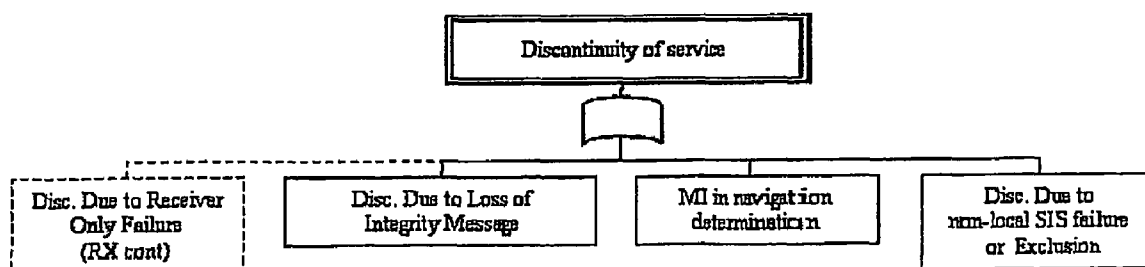 Discontinuity of service
Disc. Due to Receiver
Only Failure
(RX cont)
Disc. Due to Loss of
Integrity Message
MI in navigation
determination
Disc. Due to
non-local SIS failure
or Exclusion